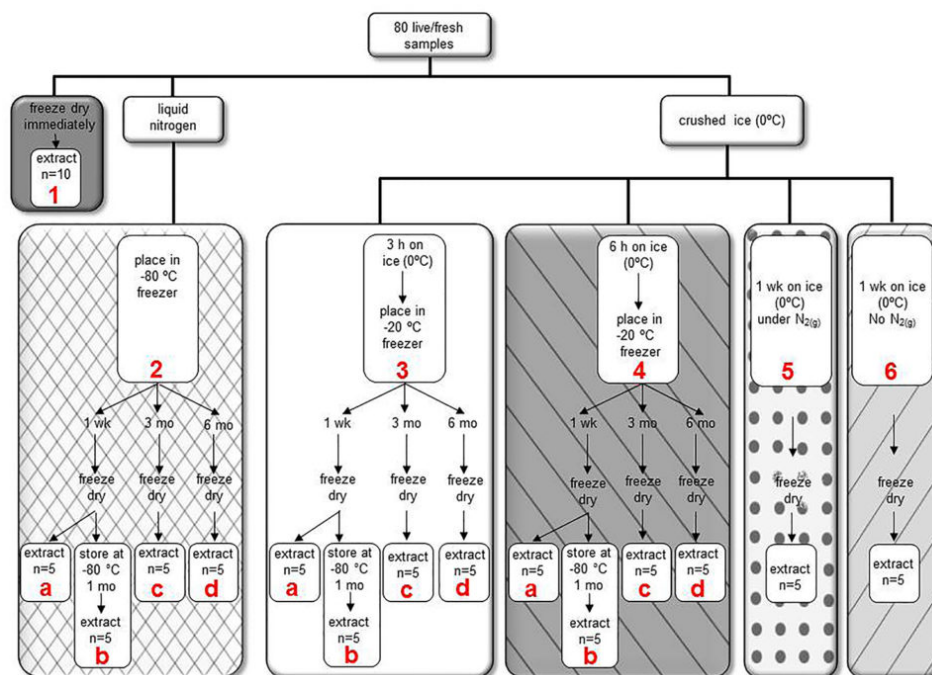 80 live/fresh
samples
freeze dry
immediately
extract
n=10
1
liquid
nitrogen
crushed ice (0ºC)
place in
-80 ºC
freezer
2
1 wk
3 mo
6 mo
freeze
dry
freeze
dry
freeze
dry
extract
n=5
a
store at
-80 ºC
1 mo
extract
n=5
b
extract
n=5
c
extract
n=5
d
3 h on
ice (0ºC)
place in
-20 ºC
freezer
3
1 wk
3 mo
6 mo
freeze
dry
freeze
dry
freeze
dry
extract
n=5
a
store at
-80 ºC
1 mo
extract
n=5
b
extract
n=5
c
extract
n=5
d
6 h on ice
(0ºC)
place in
-20 ºC
freezer
4
1 wk
3 mo
6 mo
freeze
dry
freeze
dry
freeze
dry
extract
n=5
a
store at
-80 ºC
1 mo
extract
n=5
b
extract
n=5
c
extract
n=5
d
1 wk on ice
(0ºC)
under N2(g)
5
freeze
dry
extract
n=5
1 wk on ice
(0ºC)
No N2(g)
6
freeze
dry
extract
n=5